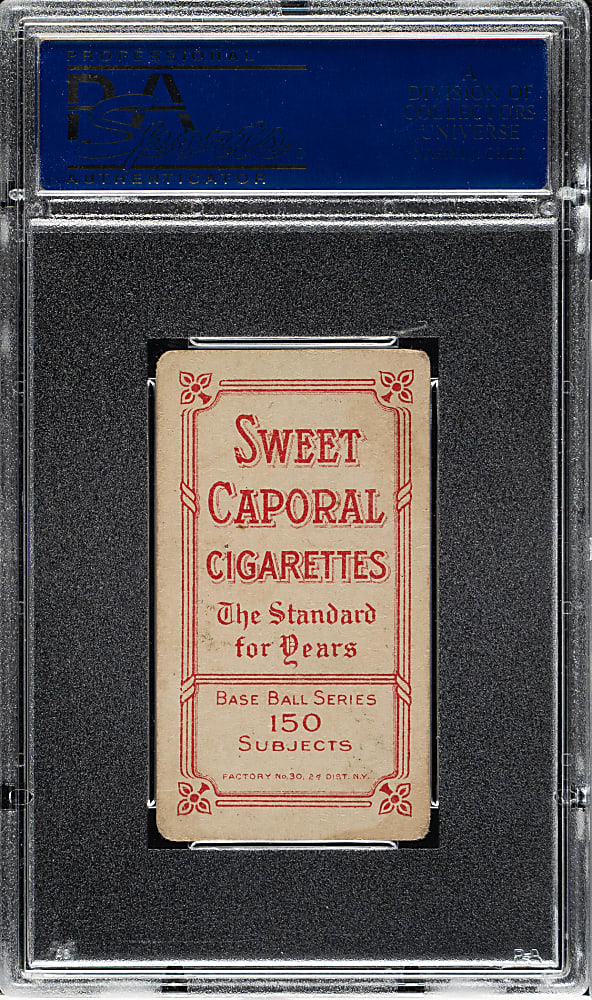 PROFESSIONAL
PSA
AUTHENTICATOR
A
DIVISION OF
COLLECTORS
UNIVERSE
SWEET
CAPORAL
CIGARETTES
The Standard
for Years
BASE BALL SERIES
150
SUBJECTS
FACTORY No. 30, 2d DIST. N.Y.
PSA